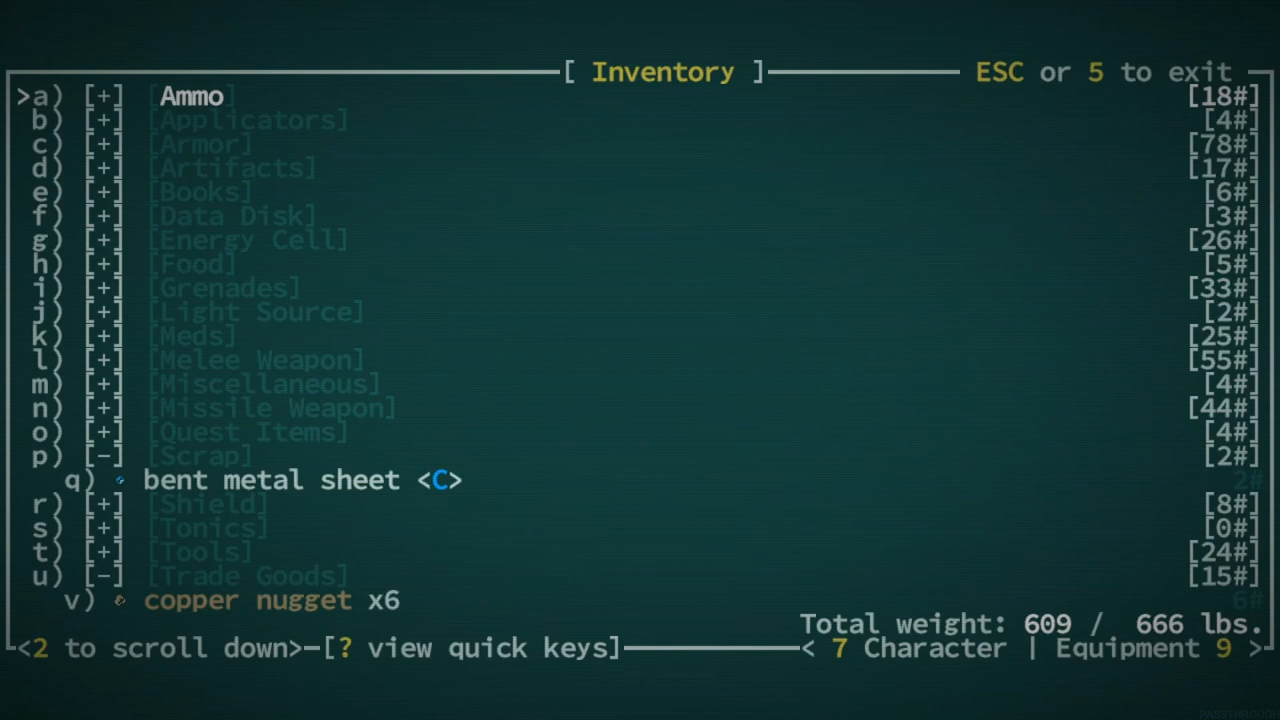 [ Inventory ] ESC or 5 to exit
>a) [+] Ammo] [18#]
b) [+] [Applicators] [4#]
c) [+] [Armor] [78#]
d) [+] [Artifacts] [17#]
e) [+] [Books] [6#]
f) [+] [Data Disk] [3#]
g) [+] [Energy Cell] [26#]
h) [+] [Food] [5#]
i) [+] [Grenades] [33#]
j) [+] [Light Source] [2#]
k) [+] [Meds] [25#]
l) [+] [Melee Weapon] [55#]
m) [+] [Miscellaneous] [4#]
n) [+] [Missile Weapon] [44#]
o) [+] [Quest Items] [4#]
p) [-] [Scrap] [2#]
q) bent metal sheet <C> 2#
r) [+] [Shield] [8#]
s) [+] [Tonics] [0#]
t) [+] [Tools] [24#]
u) [-] [Trade Goods] [15#]
v) copper nugget x6 6#
Total weight: 609 / 666 lbs.
<2 to scroll down> [? view quick keys] < 7 Character | Equipment 9 >